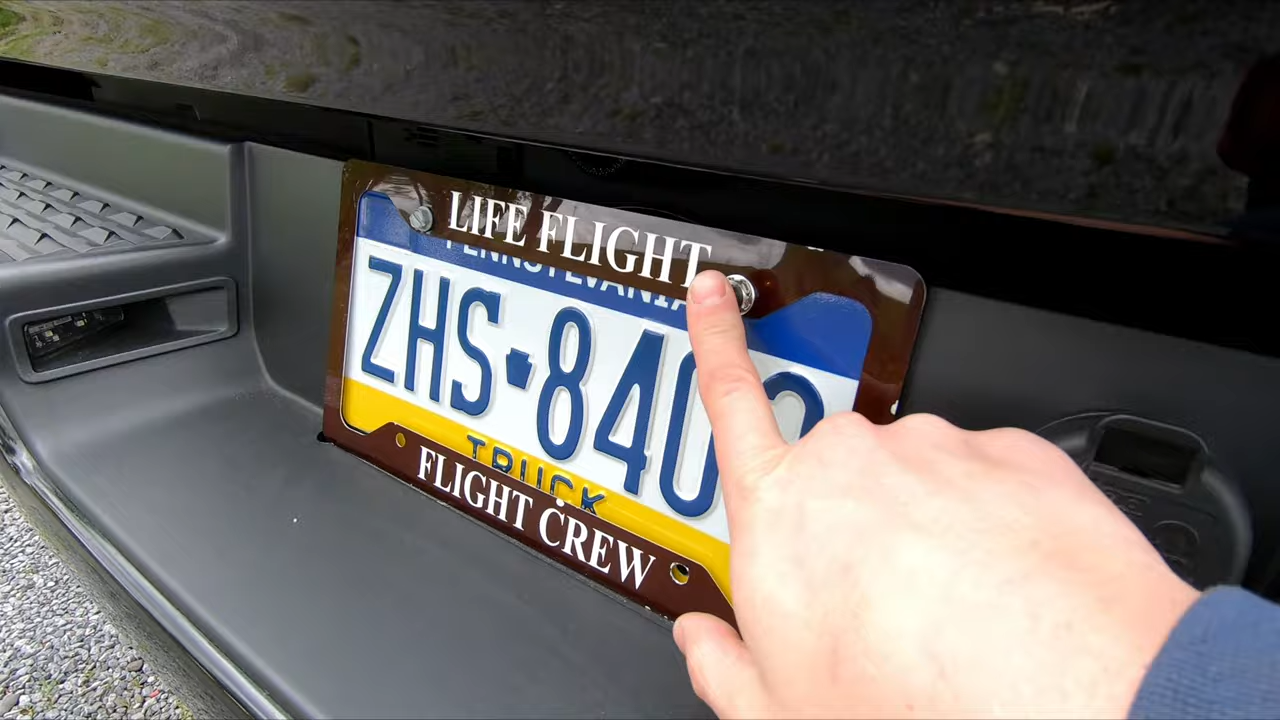 LIFE FLIGHT
PENNSYLVANIA
ZHS 840
TRUCK
FLIGHT CREW